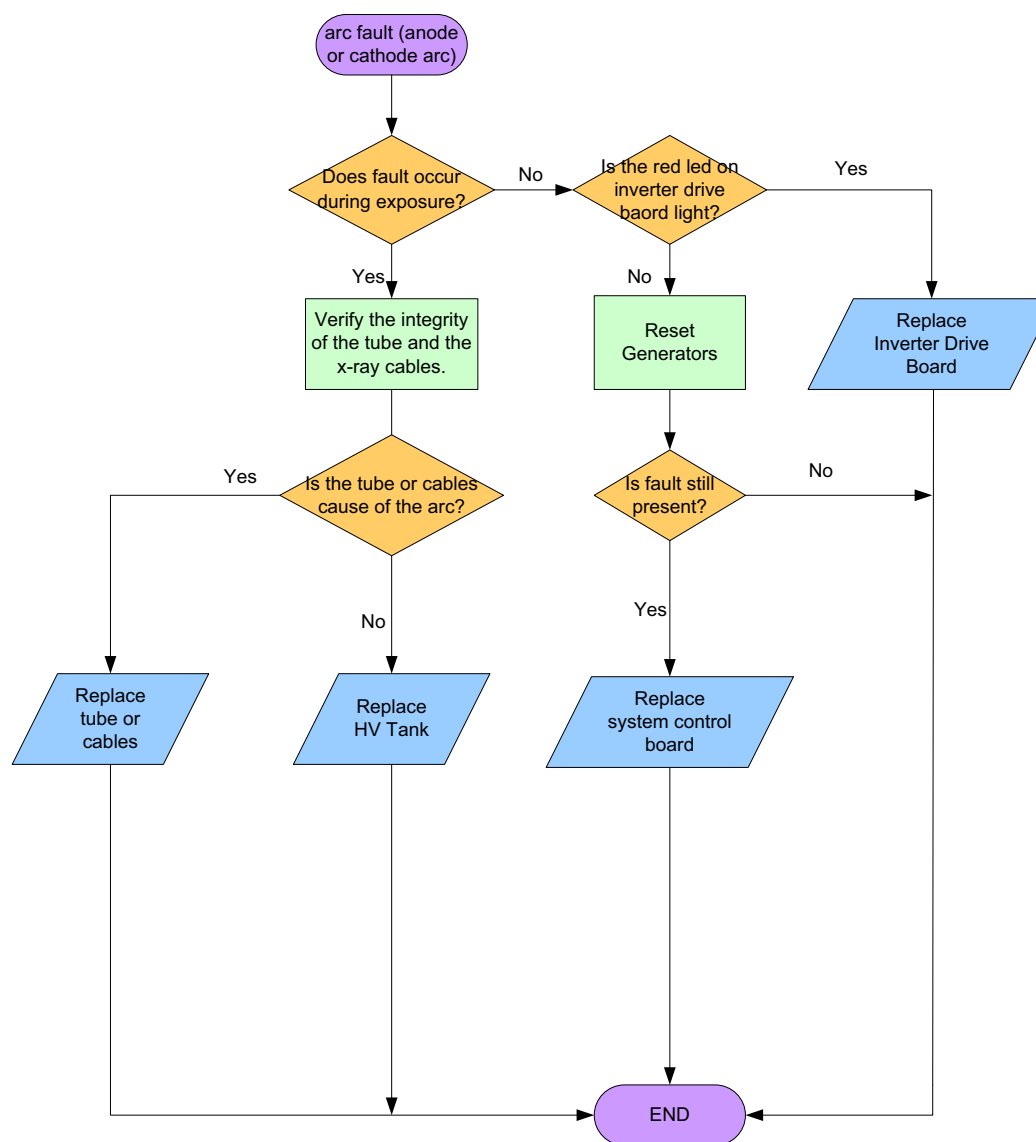 arc fault (anode
or cathode arc)
Does fault occur
during exposure?
No
Is the red led on
inverter drive
baord light?
Yes
Yes
No
Verify the integrity
of the tube and the
x-ray cables.
Reset
Generators
Replace
Inverter Drive
Board
Yes
Is the tube or cables
cause of the arc?
Is fault still
present?
No
No
Yes
Replace
tube or
cables
Replace
HV Tank
Replace
system control
board
END